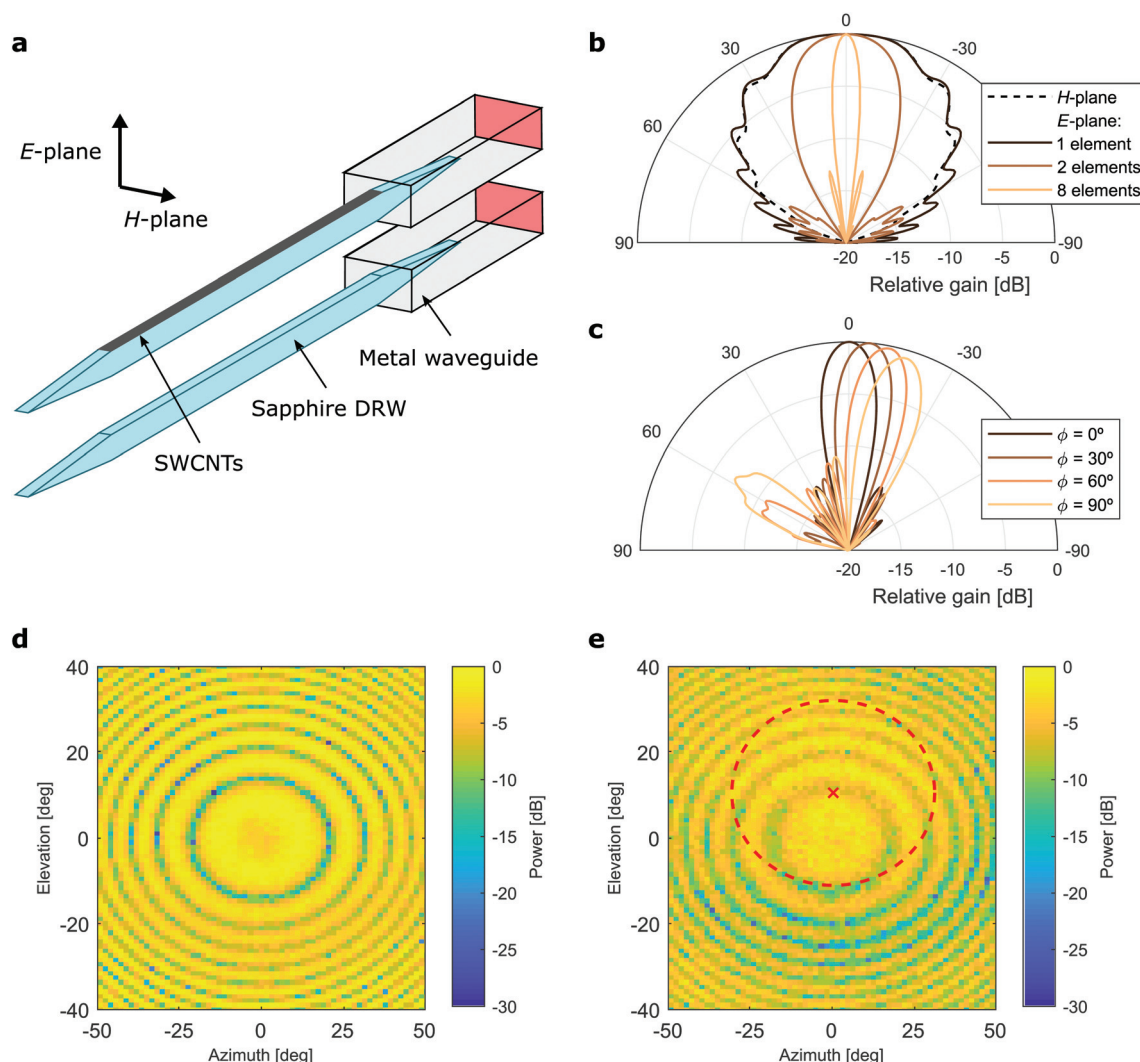 a
E-plane
H-plane
Metal waveguide
Sapphire DRW
SWCNTs
b
0
30
-30
60
90
-90
-20
-15
-10
-5
0
Relative gain [dB]
H-plane
E-plane:
1 element
2 elements
8 elements
c
0
30
-30
60
90
-90
-20
-15
-10
-5
0
Relative gain [dB]
ϕ = 0º
ϕ = 30º
ϕ = 60º
ϕ = 90º
d
40
20
0
-20
-40
Elevation [deg]
-50
-25
0
25
50
Azimuth [deg]
0
-5
-10
-15
-20
-25
-30
Power [dB]
e
40
20
0
-20
-40
Elevation [deg]
-50
-25
0
25
50
Azimuth [deg]
0
-5
-10
-15
-20
-25
-30
Power [dB]